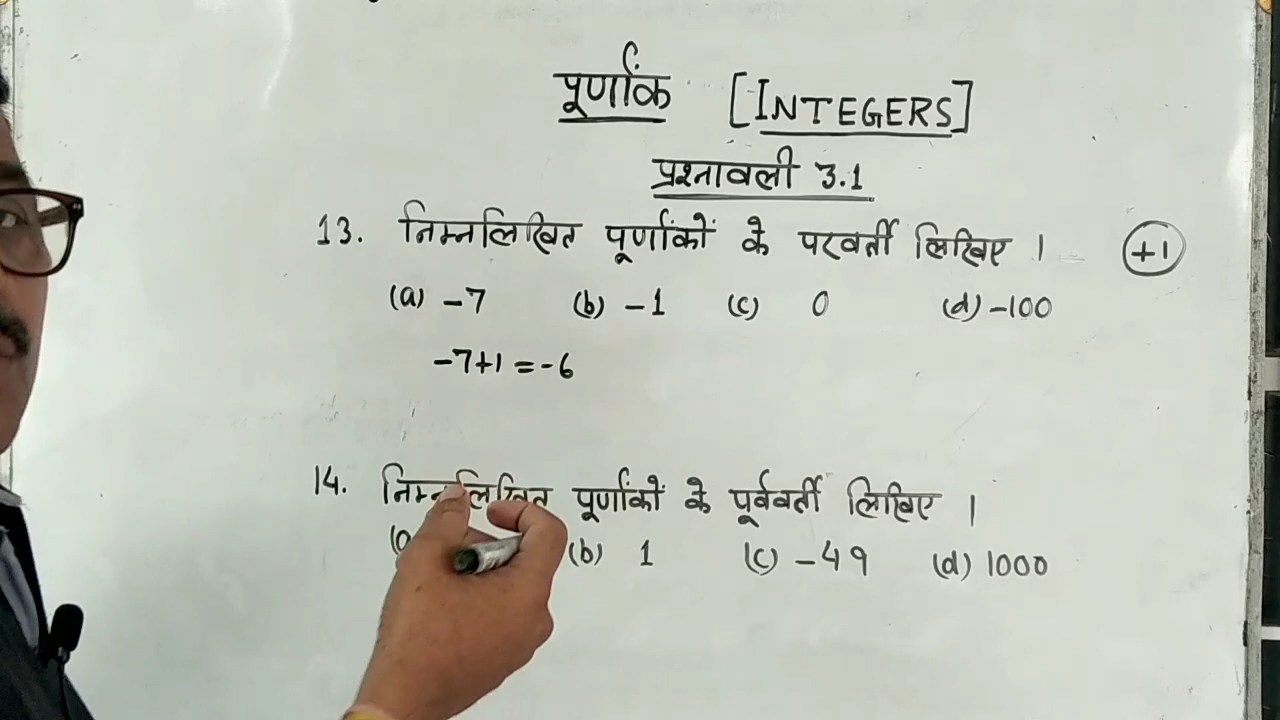 पूर्णांक [INTEGERS]
प्रश्नावली 3.1
13. निम्नलिखित पूर्णांकों के परवर्ती लिखिए । +1
(a) -7 (b) -1 (c) 0 (d) -100
-7+1=-6
14. निम्नलिखित पूर्णांकों के पूर्ववर्ती लिखिए ।
(b) 1 (c) -49 (d) 1000